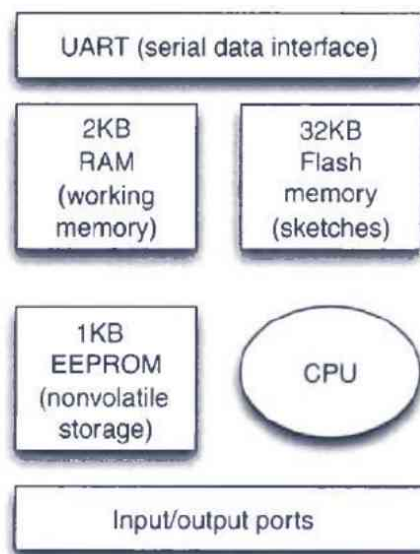 UART (serial data interface)
2KB
RAM
(working
memory)
32KB
Flash
memory
(sketches)
1KB
EEPROM
(nonvolatile
storage)
CPU
Input/output ports